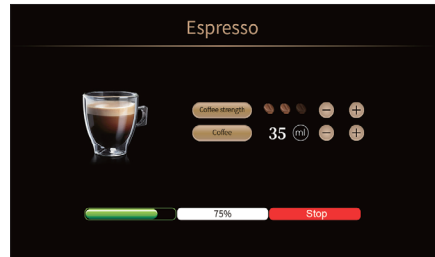 Espresso
Coffee strength − +
Coffee 35 ml − +
75% Stop